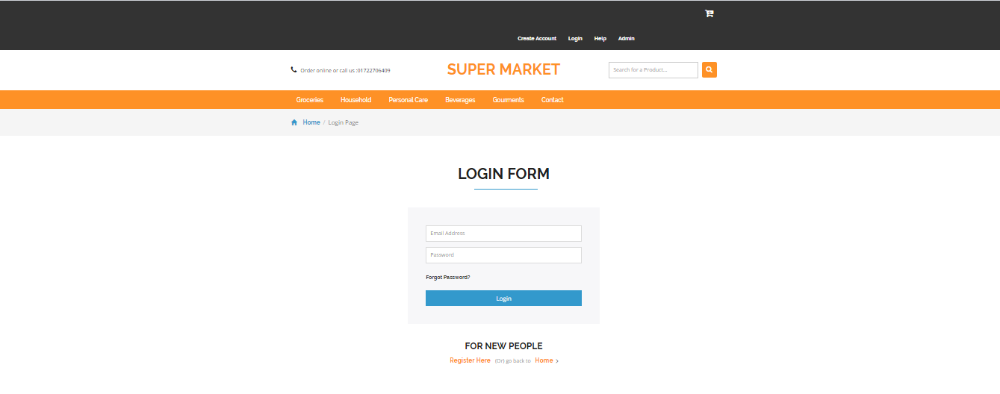 Create Account Login Help Admin
Order online or call us :01722706409
SUPER MARKET
Search for a Product...
Groceries Household Personal Care Beverages Gourments Contact
Home / Login Page
LOGIN FORM
Email Address
Password
Forgot Password?
Login
FOR NEW PEOPLE
Register Here (Or) go back to Home >